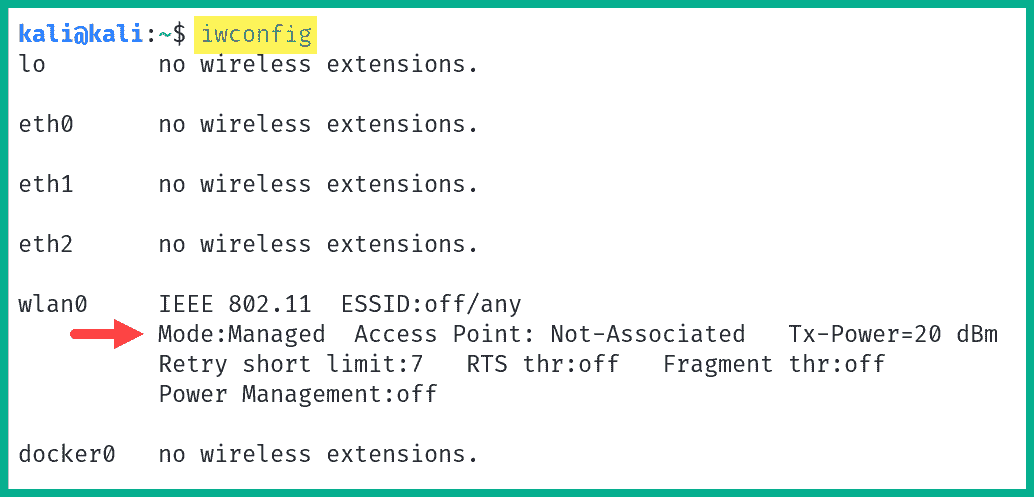 kali@kali:~$ iwconfig
lo        no wireless extensions.
eth0      no wireless extensions.
eth1      no wireless extensions.
eth2      no wireless extensions.
wlan0     IEEE 802.11  ESSID:off/any
          Mode:Managed  Access Point: Not-Associated   Tx-Power=20 dBm
          Retry short limit:7   RTS thr:off   Fragment thr:off
          Power Management:off
docker0   no wireless extensions.